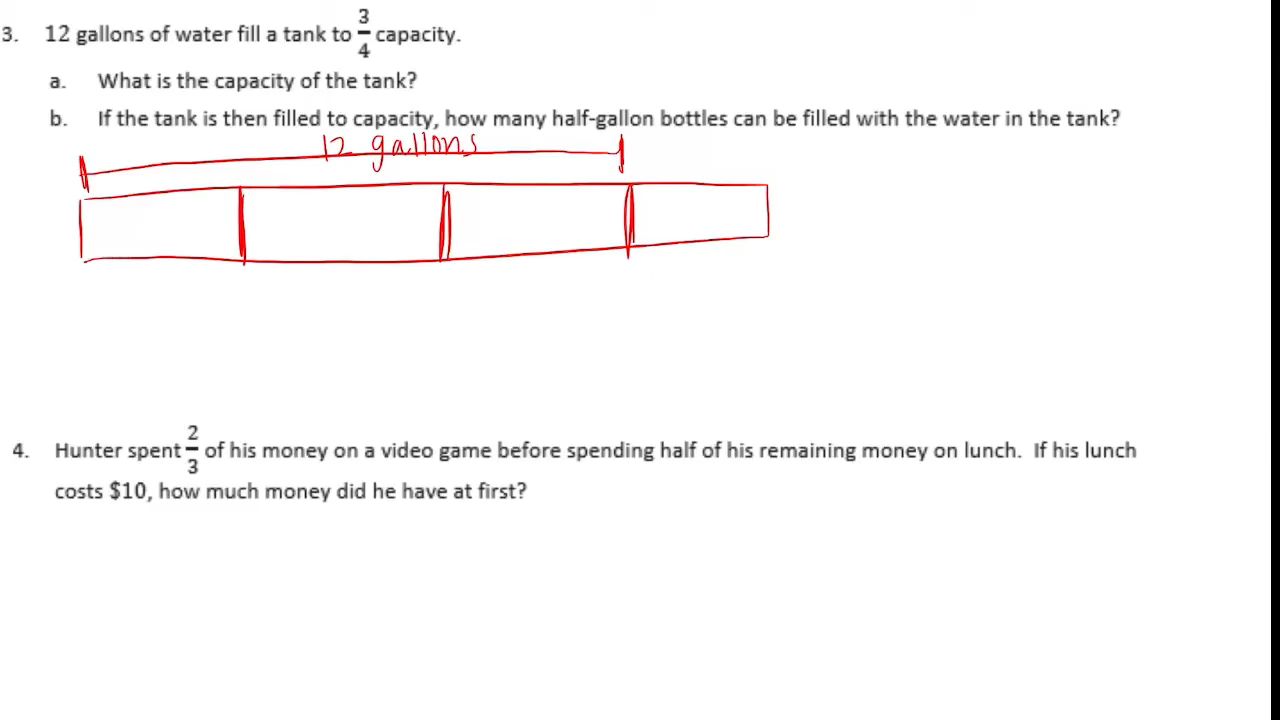 3. 12 gallons of water fill a tank to 3/4 capacity.
a. What is the capacity of the tank?
b. If the tank is then filled to capacity, how many half-gallon bottles can be filled with the water in the tank?
12 gallons
4. Hunter spent 2/3 of his money on a video game before spending half of his remaining money on lunch. If his lunch
costs $10, how much money did he have at first?